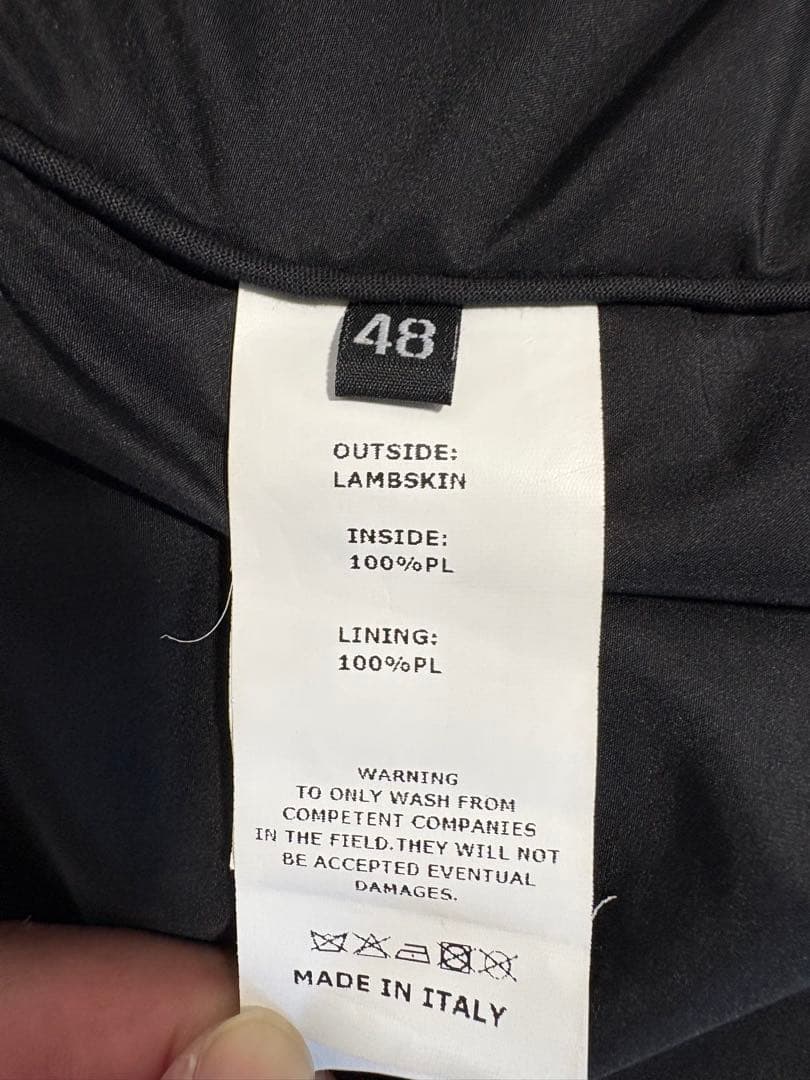 48
OUTSIDE:
LAMBSKIN
INSIDE:
100%PL
LINING:
100%PL
WARNING
TO ONLY WASH FROM
COMPETENT COMPANIES
IN THE FIELD.THEY WILL NOT
BE ACCEPTED EVENTUAL
DAMAGES.
MADE IN ITALY